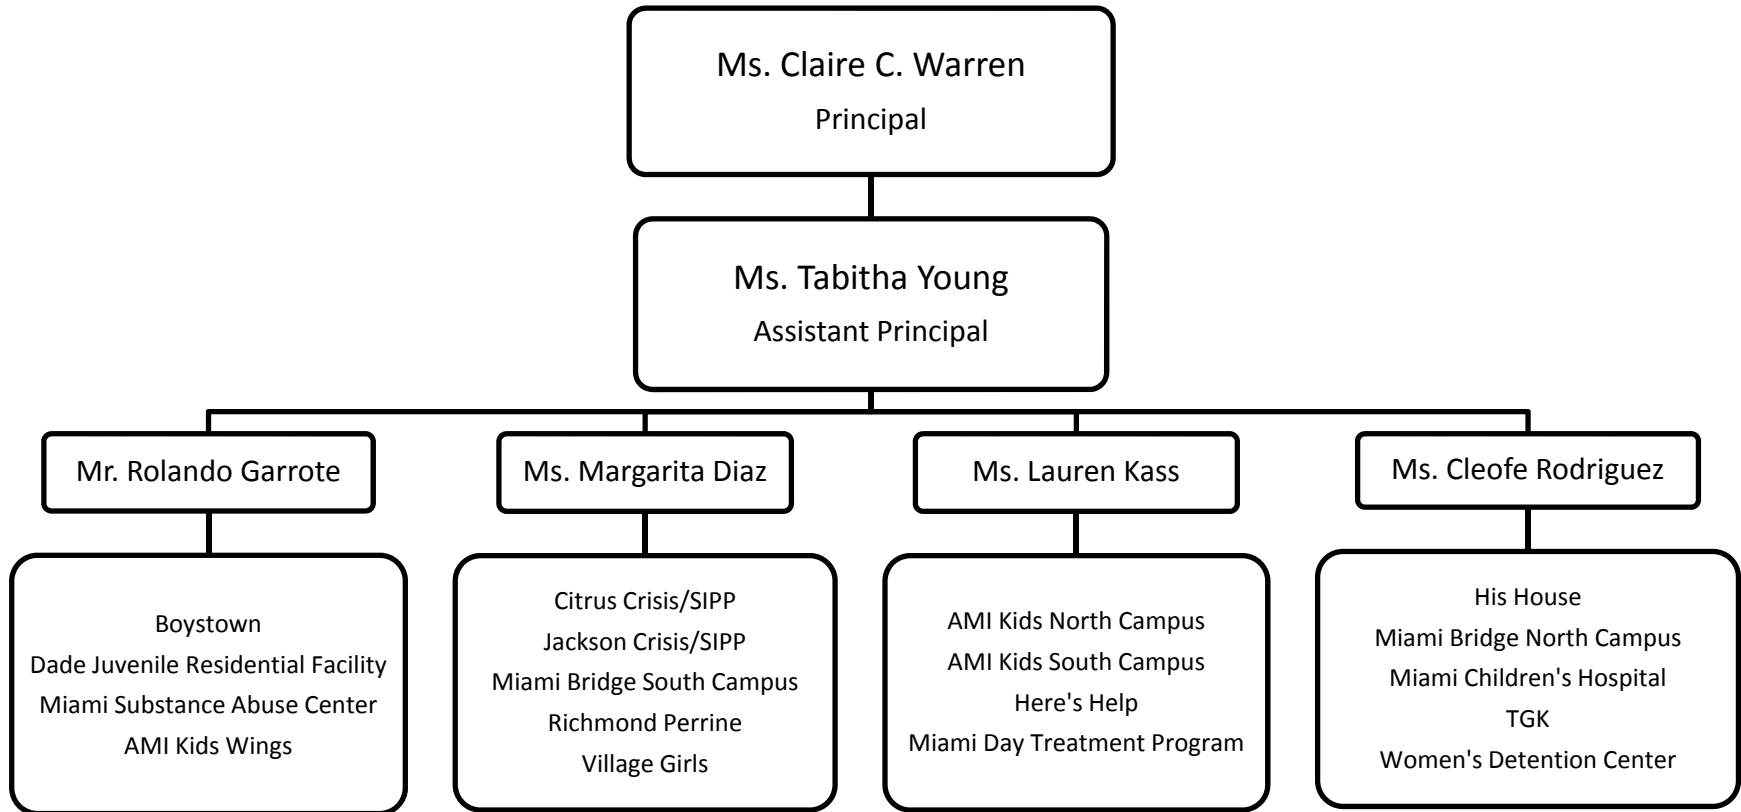 Ms. Claire C. Warren
Principal
Ms. Tabitha Young
Assistant Principal
Mr. Rolando Garrote
Ms. Margarita Diaz
Ms. Lauren Kass
Ms. Cleofe Rodriguez
Boystown
Dade Juvenile Residential Facility
Miami Substance Abuse Center
AMI Kids Wings
Citrus Crisis/SIPP
Jackson Crisis/SIPP
Miami Bridge South Campus
Richmond Perrine
Village Girls
AMI Kids North Campus
AMI Kids South Campus
Here's Help
Miami Day Treatment Program
His House
Miami Bridge North Campus
Miami Children's Hospital
TGK
Women's Detention Center